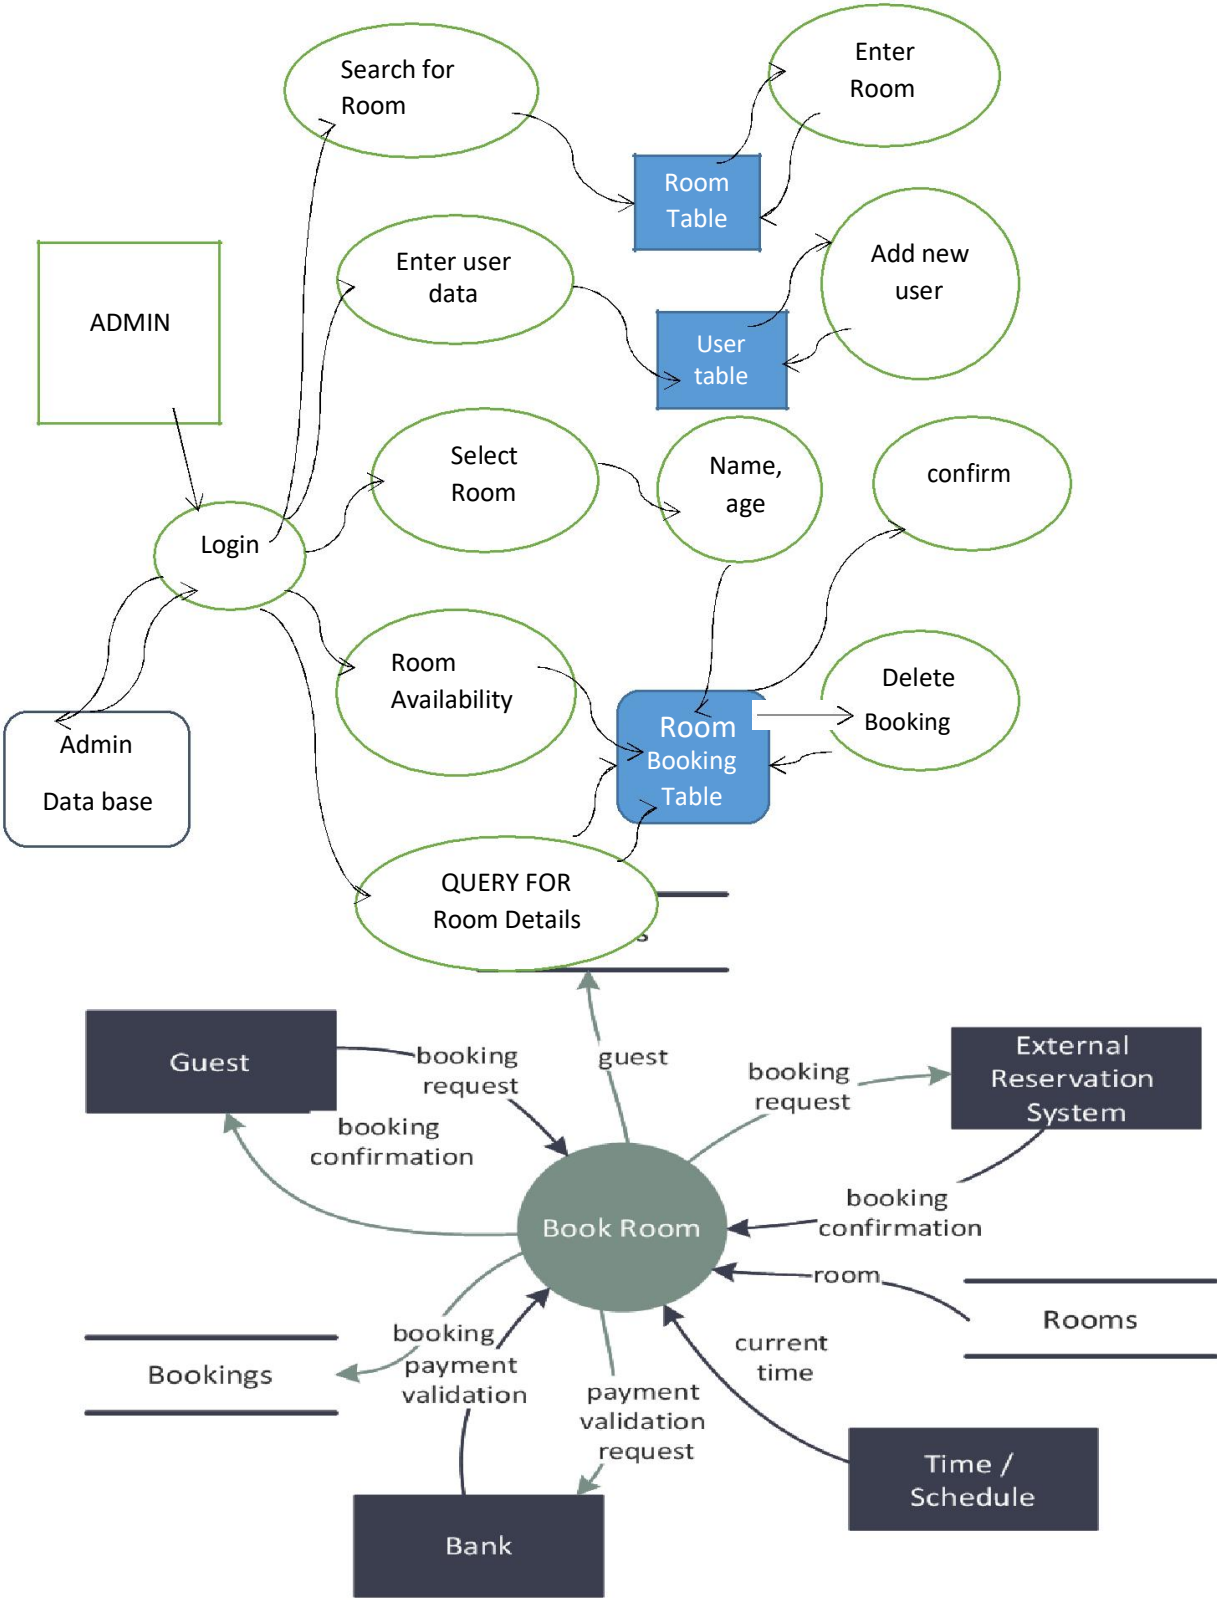 Search for
Room
Enter
Room
Room
Table
ADMIN
Enter user
data
Add new
user
User
table
Select
Room
Name,
age
confirm
Login
Room
Availability
Delete
Booking
Room
Booking
Table
Admin
Data base
QUERY FOR
Room Details
Guest
booking
request
guest
booking
request
External
Reservation
System
booking
confirmation
Book Room
booking
confirmation
room
Rooms
booking
Bookings
payment
validation
payment
validation
request
current
time
Time /
Schedule
Bank